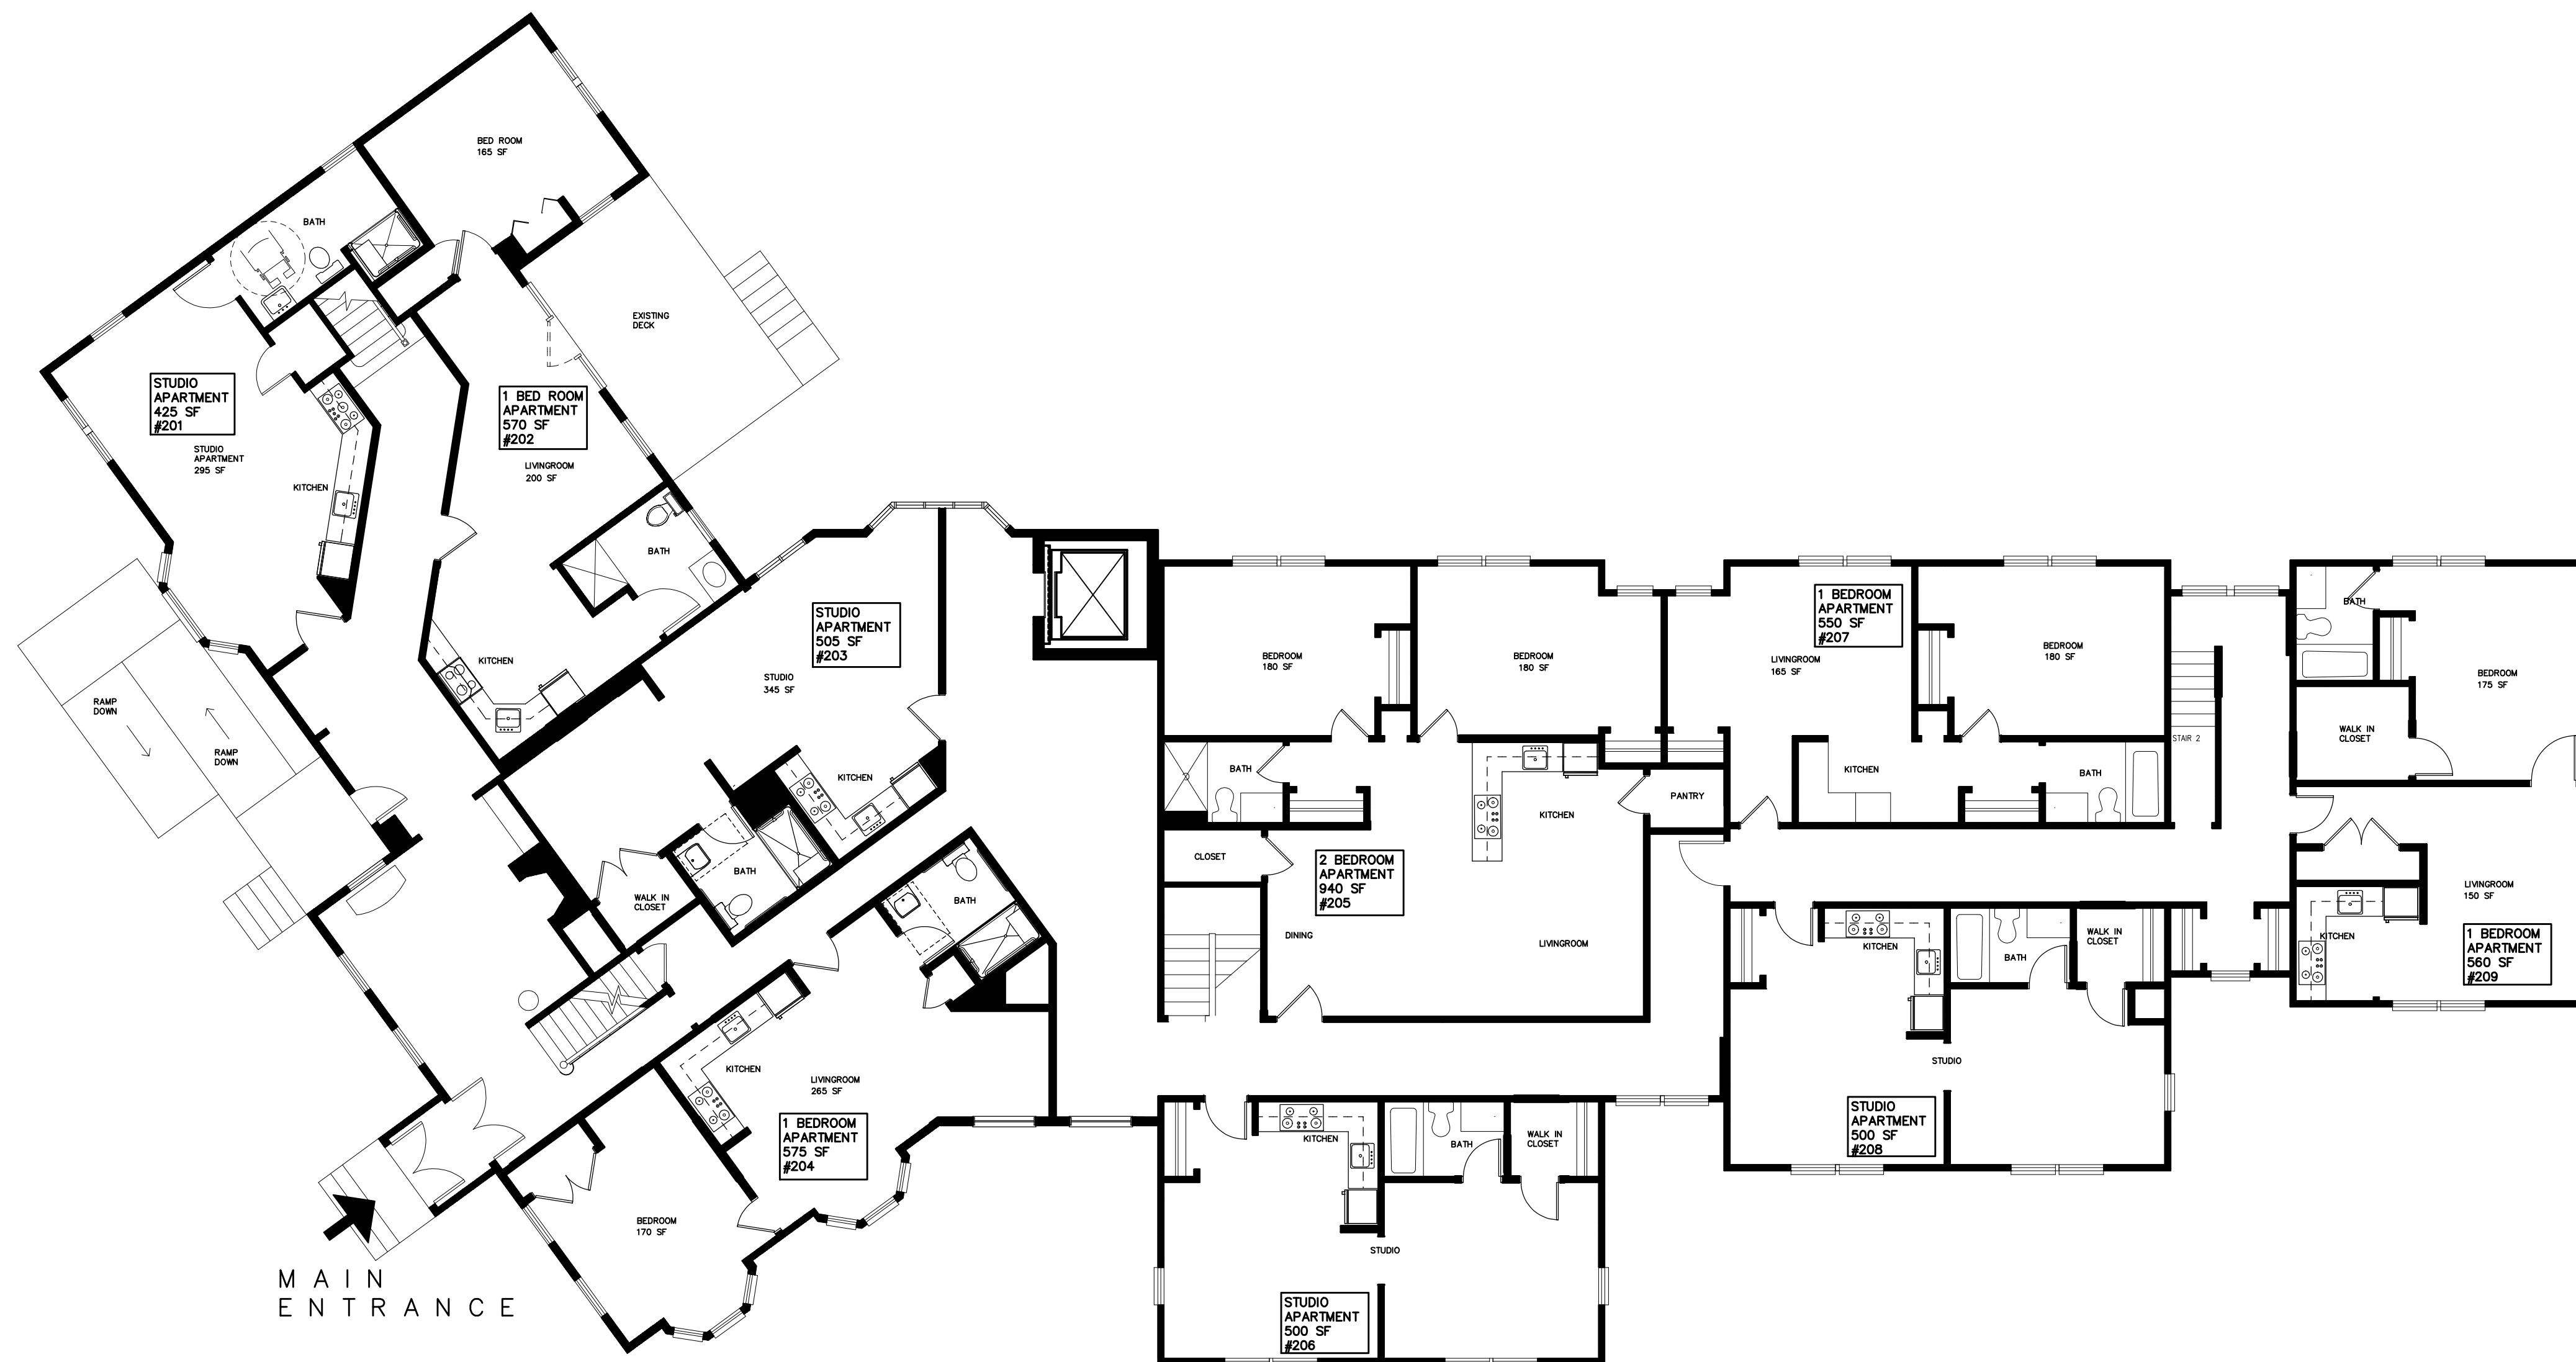 BED ROOM
165 SF
BATH
EXISTING
DECK
STUDIO
APARTMENT
425 SF
#201
STUDIO
APARTMENT
295 SF
KITCHEN
1 BED ROOM
APARTMENT
570 SF
#202
LIVINGROOM
200 SF
BATH
KITCHEN
RAMP
DOWN
RAMP
DOWN
STUDIO
APARTMENT
505 SF
#203
STUDIO
345 SF
KITCHEN
BATH
WALK IN
CLOSET
BATH
KITCHEN
LIVINGROOM
265 SF
1 BEDROOM
APARTMENT
575 SF
#204
BEDROOM
170 SF
MAIN
ENTRANCE
BEDROOM
180 SF
BEDROOM
180 SF
BATH
KITCHEN
PANTRY
CLOSET
2 BEDROOM
APARTMENT
940 SF
#205
DINING
LIVINGROOM
KITCHEN
BATH
WALK IN
CLOSET
STUDIO
STUDIO
APARTMENT
500 SF
#206
1 BEDROOM
APARTMENT
550 SF
#207
LIVINGROOM
165 SF
BEDROOM
180 SF
KITCHEN
BATH
STAIR 2
KITCHEN
BATH
WALK IN
CLOSET
STUDIO
STUDIO
APARTMENT
500 SF
#208
BATH
BEDROOM
175 SF
WALK IN
CLOSET
LIVINGROOM
150 SF
KITCHEN
1 BEDROOM
APARTMENT
560 SF
#209